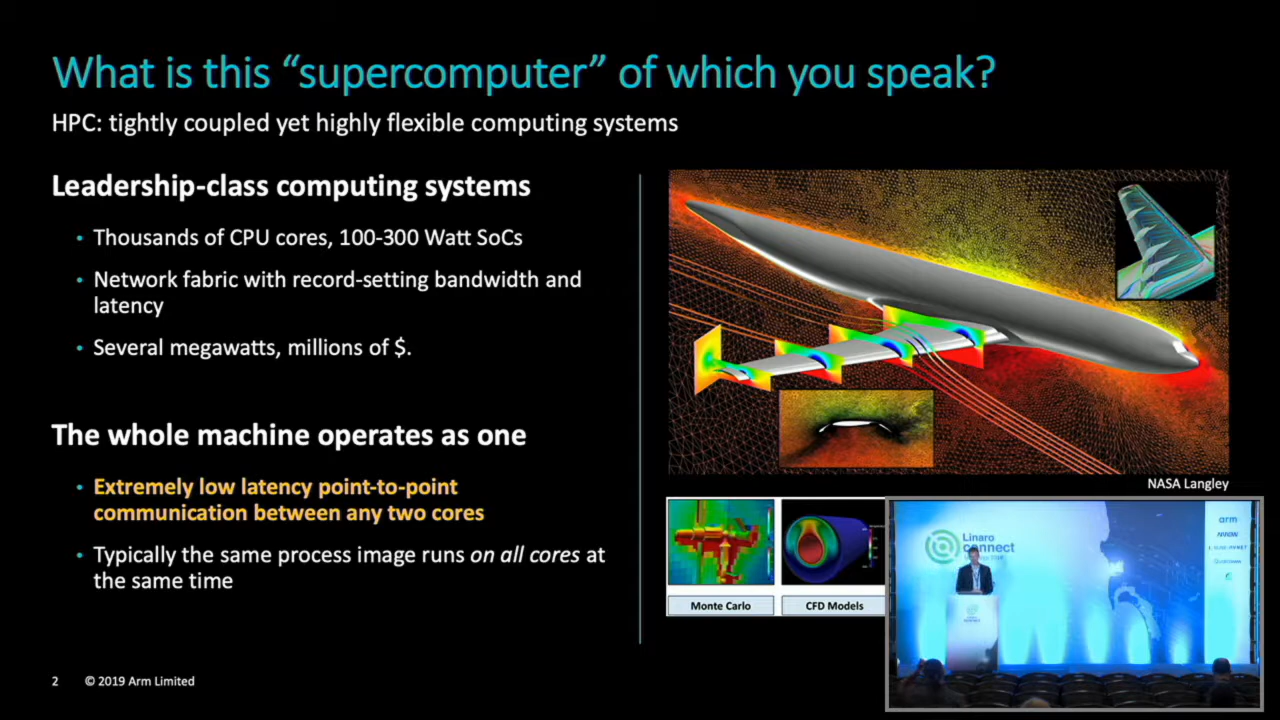 What is this “supercomputer” of which you speak?
HPC: tightly coupled yet highly flexible computing systems
Leadership-class computing systems
• Thousands of CPU cores, 100-300 Watt SoCs
• Network fabric with record-setting bandwidth and
latency
• Several megawatts, millions of $.
The whole machine operates as one
• Extremely low latency point-to-point
communication between any two cores
• Typically the same process image runs on all cores at
the same time
NASA Langley
Monte Carlo
CFD Models
Linaro
connect
arm
2 © 2019 Arm Limited